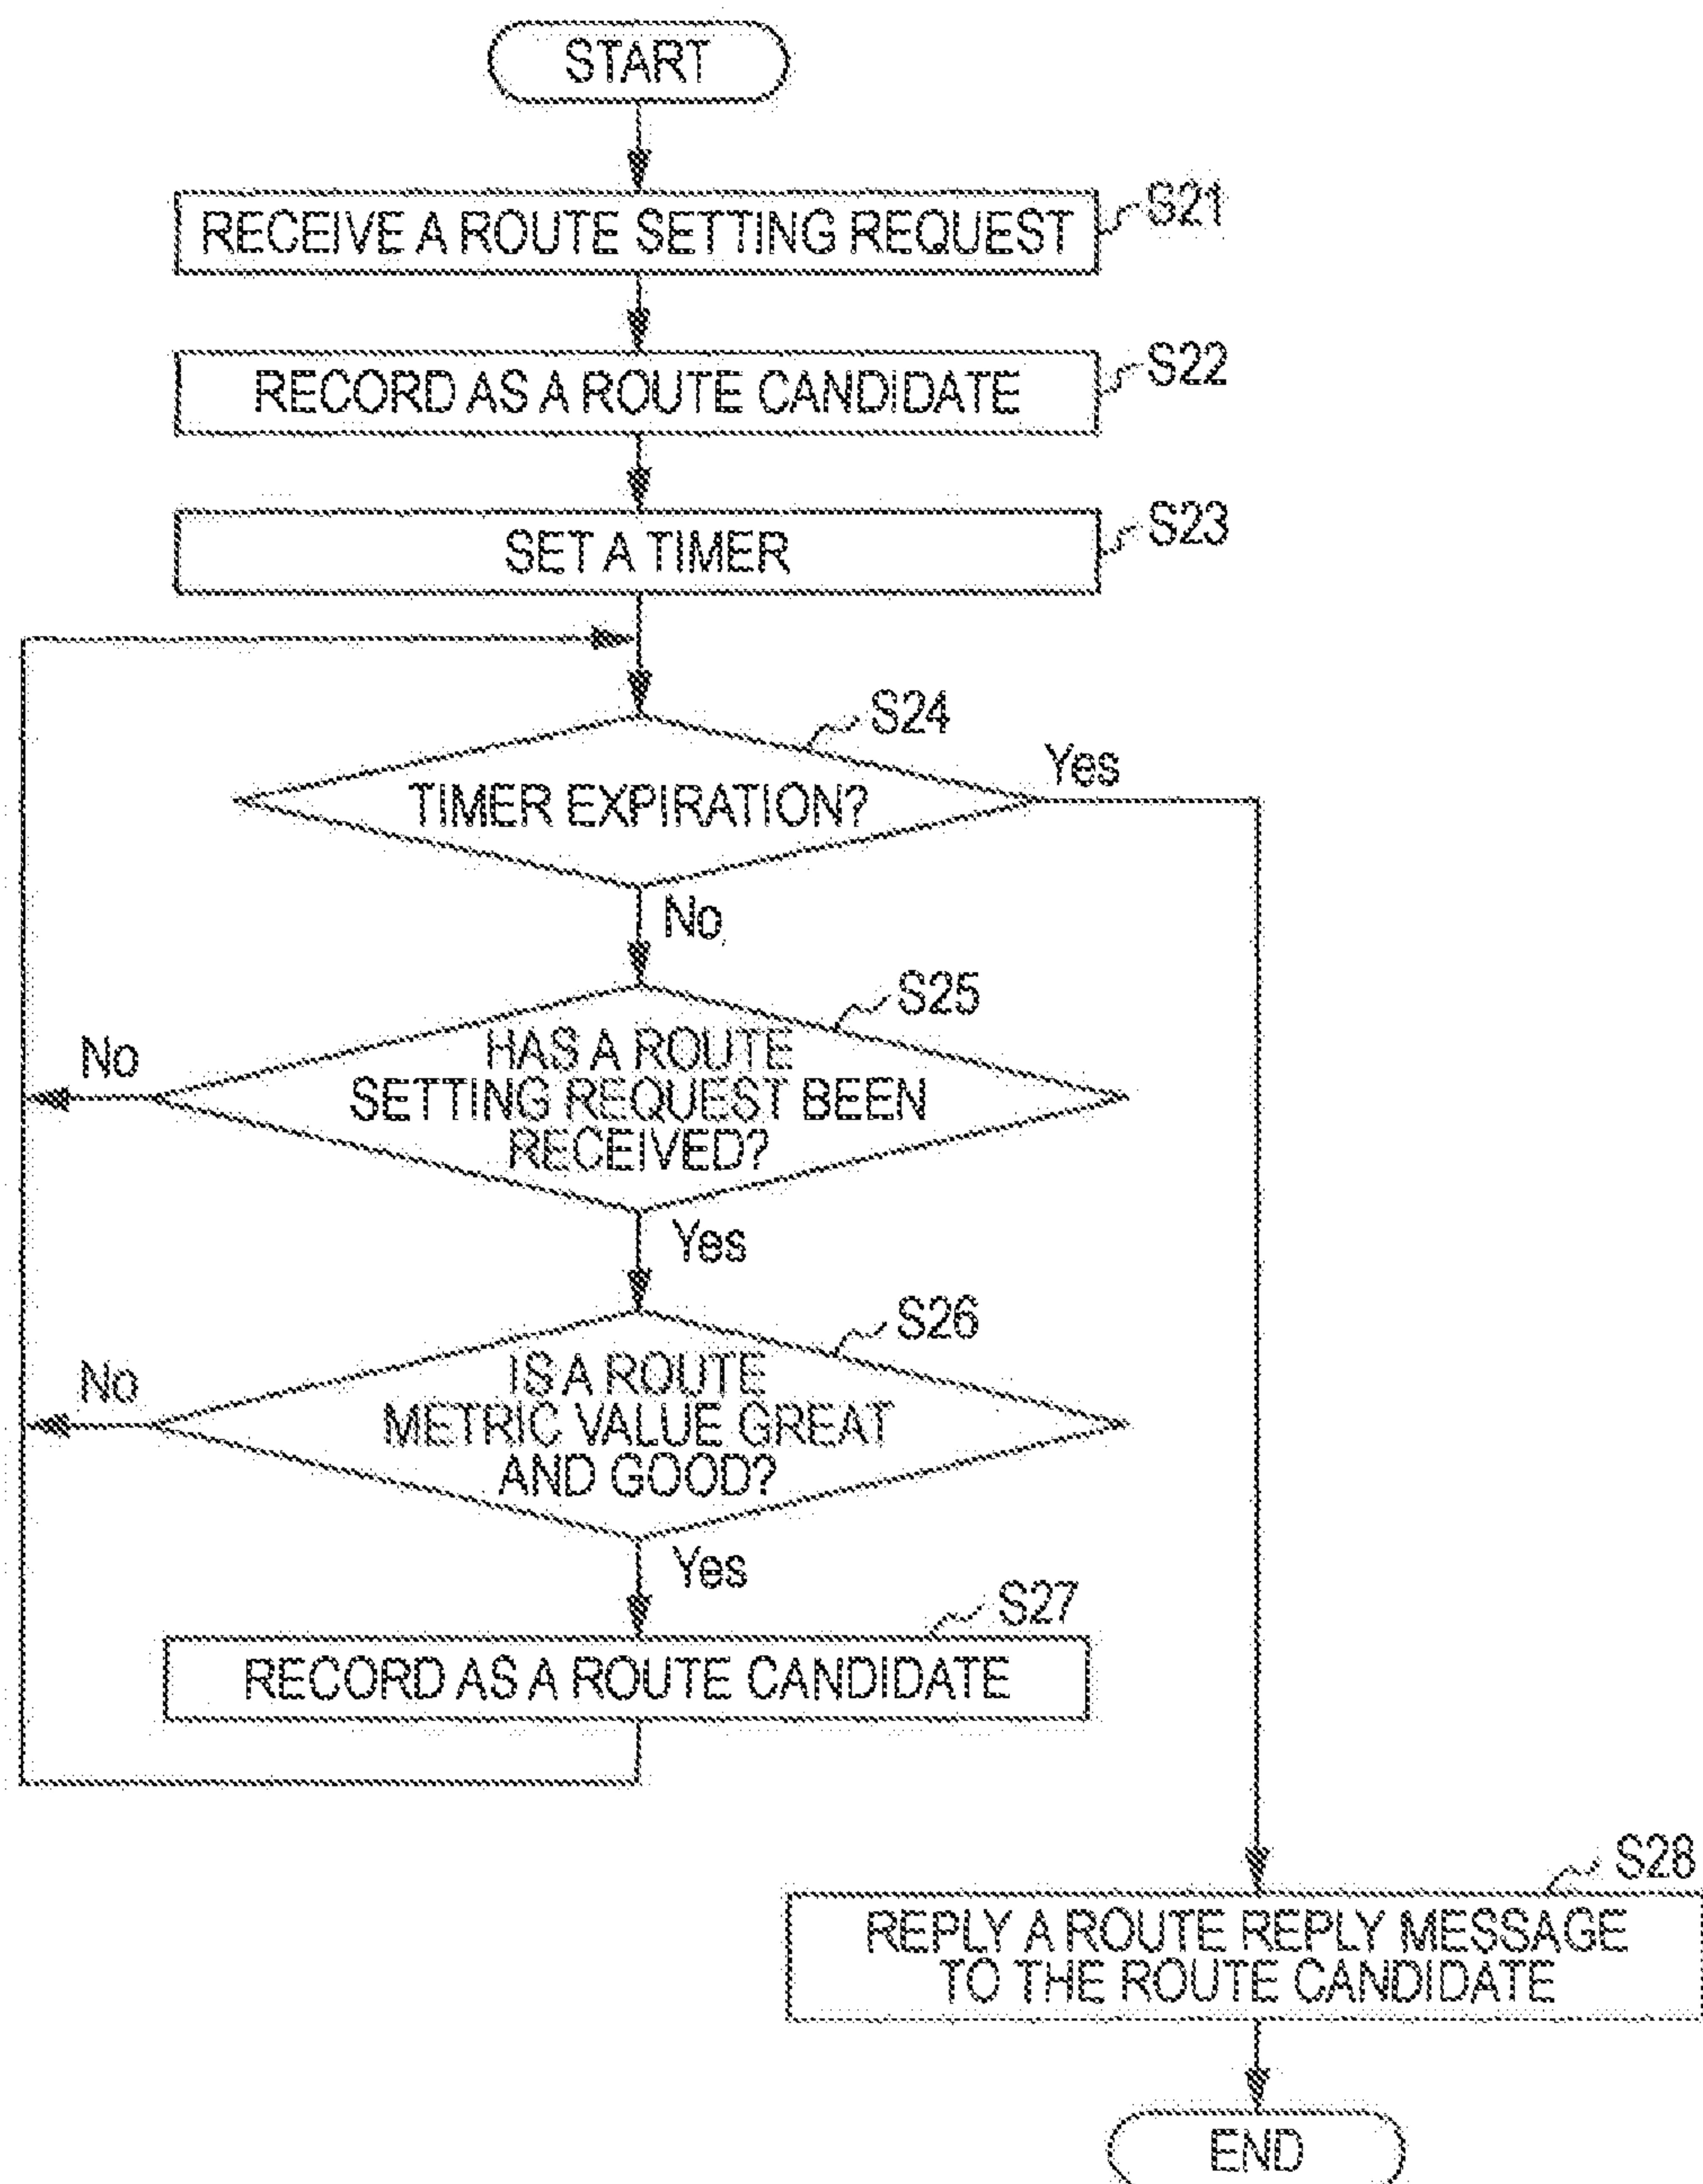 START
RECEIVE A ROUTE SETTING REQUEST
S21
RECORD AS A ROUTE CANDIDATE
S22
SET A TIMER
S23
S24
TIMER EXPIRATION?
Yes
No
S25
HAS A ROUTE
SETTING REQUEST BEEN
RECEIVED?
No
Yes
S26
IS A ROUTE
METRIC VALUE GREAT
AND GOOD?
No
Yes
S27
RECORD AS A ROUTE CANDIDATE
S28
REPLY A ROUTE REPLY MESSAGE
TO THE ROUTE CANDIDATE
END